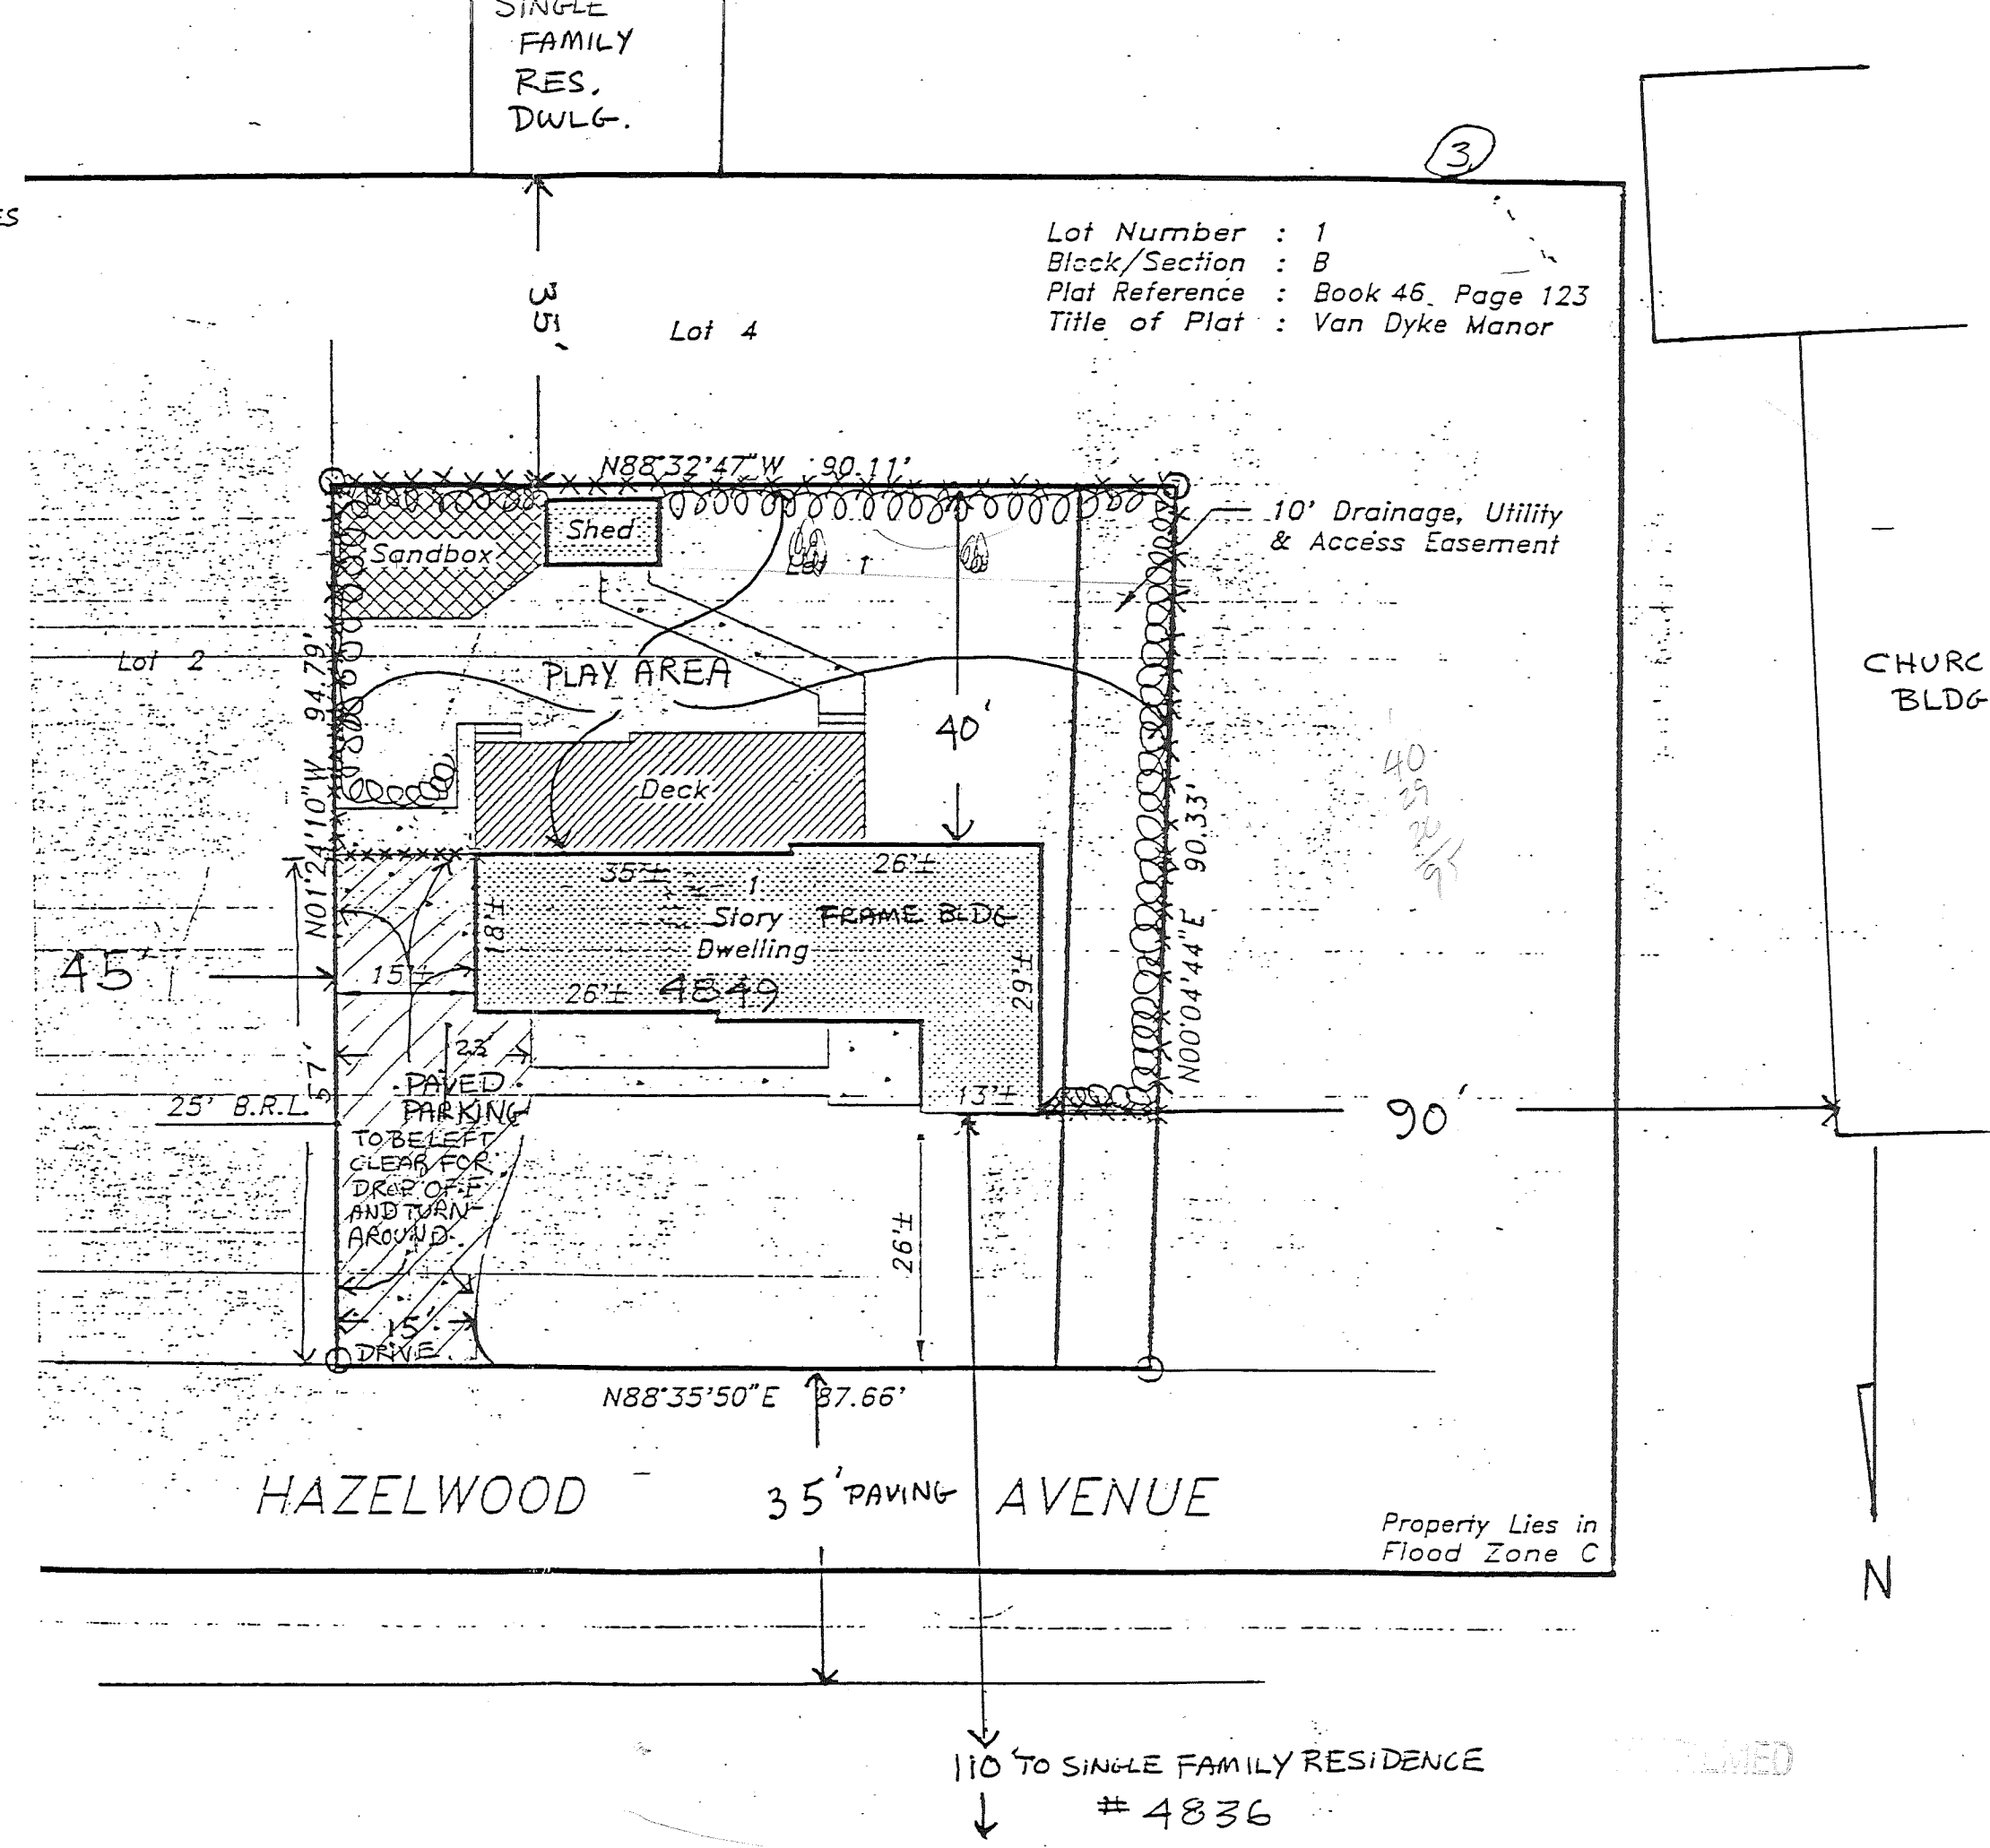 SINGLE
FAMILY
RES.
DWLG.
3
ES
Lot Number : 1
Block/Section : B
Plat Reference : Book 46, Page 123
Title of Plat : Van Dyke Manor
35'
Lot 4
N88°32'47"W 90.11'
10' Drainage, Utility
& Access Easement
Shed
Sandbox
Lot 1
Lot 2
PLAY AREA
N01°24'10"W 94.79'
40'
CHURC
BLDG
40
29
26
95
Deck
N00°04'44"E 90.33'
35'±
26'±
1
Story FRAME BLDG
Dwelling
18'±
29'±
45'
15'±
26'± 4849
57'
23'
25' B.R.L.
PAVED
PARKING
TO BE LEFT
CLEAR FOR
DROP OFF
AND TURN-
AROUND.
13'±
90'
26'±
15'
DRIVE
N88°35'50"E 87.66'
HAZELWOOD AVENUE
35' PAVING
Property Lies in
Flood Zone C
N
110' TO SINGLE FAMILY RESIDENCE
# 4836